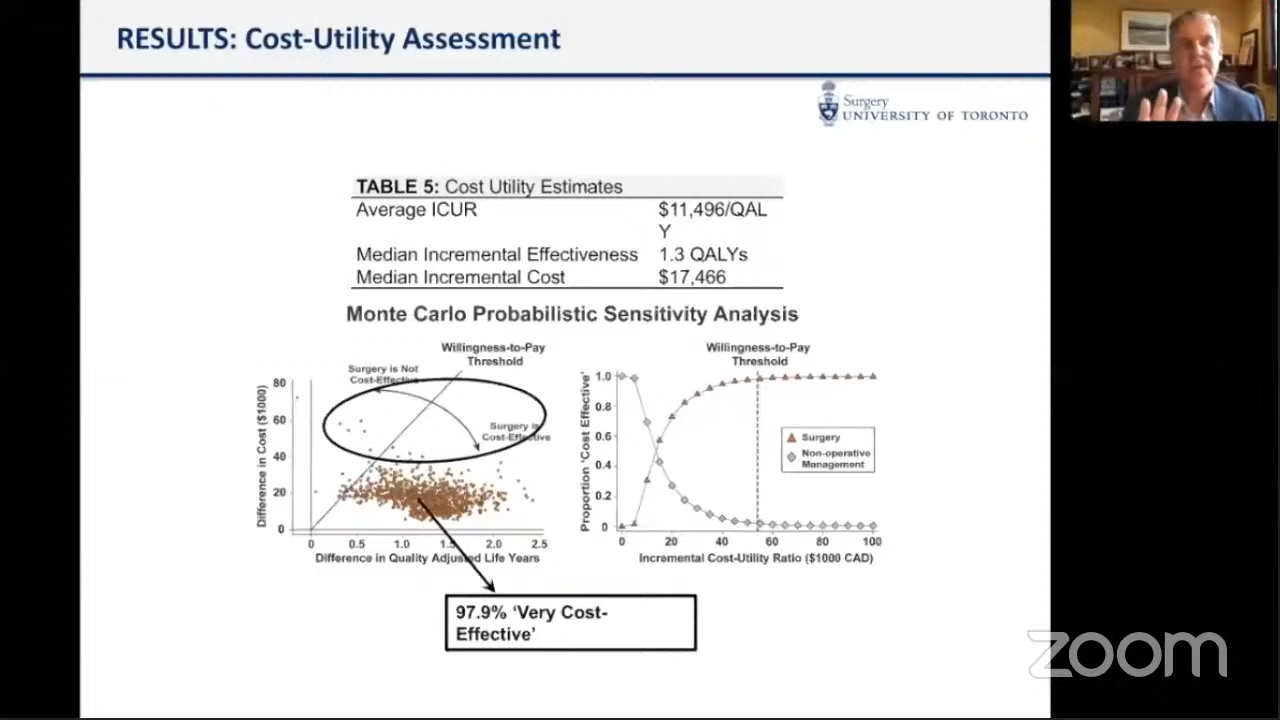 RESULTS: Cost-Utility Assessment
Surgery
UNIVERSITY OF TORONTO
TABLE 5: Cost Utility Estimates
Average ICUR $11,496/QAL
Y
Median Incremental Effectiveness 1.3 QALYs
Median Incremental Cost $17,466
Monte Carlo Probabilistic Sensitivity Analysis
Willingness-to-Pay
Threshold
Surgery is Not
Cost-Effective
Surgery is
Cost-Effective
Difference in Cost ($1000)
80
60
40
20
0
0 0.5 1.0 1.5 2.0 2.5
Difference in Quality Adjusted Life Years
Willingness-to-Pay
Threshold
Proportion 'Cost Effective'
1.0
0.8
0.6
0.4
0.2
0
Surgery
Non-operative
Management
0 20 40 60 80 100
Incremental Cost-Utility Ratio ($1000 CAD)
97.9% ‘Very Cost-
Effective’
zoom